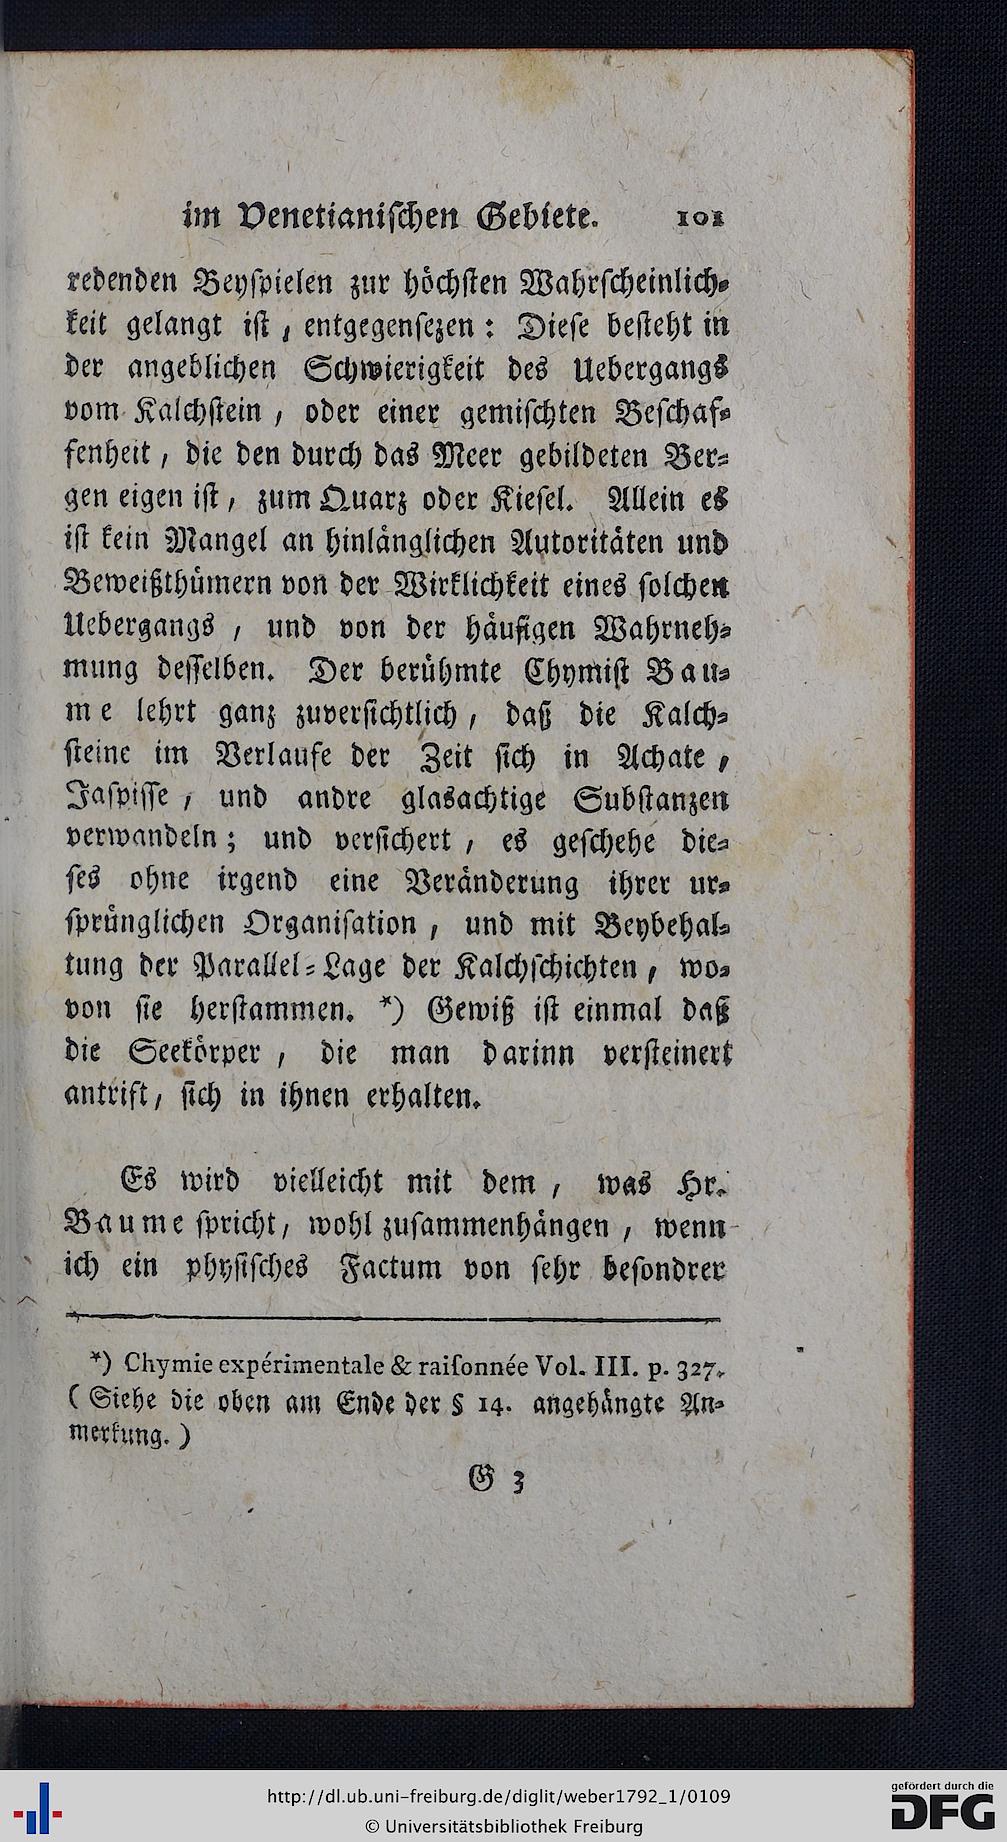 im Venetianischen Gebiete. 101
redenden Beyspielen zur höchsten Wahrscheinlich-
keit gelangt ist, entgegensezen: Diese besteht in
der angeblichen Schwierigkeit des Uebergangs
vom Kalchstein, oder einer gemischten Beschaf-
fenheit, die den durch das Meer gebildeten Ber-
gen eigen ist, zum Quarz oder Kiesel. Allein es
ist kein Mangel an hinlänglichen Autoritäten und
Beweißthümern von der Wirklichkeit eines solchen
Uebergangs, und von der häufigen Wahrneh-
mung desselben. Der berühmte Chymist Bau-
me lehrt ganz zuversichtlich, daß die Kalch-
steine im Verlaufe der Zeit sich in Achate,
Jaspisse, und andre glasachtige Substanzen
verwandeln; und versichert, es geschehe die-
ses ohne irgend eine Veränderung ihrer ur-
sprünglichen Organisation, und mit Beybehal-
tung der Parallel-Lage der Kalchschichten, wo-
von sie herstammen. *) Gewiß ist einmal daß
die Seekörper, die man darinn versteinert
antrift, sich in ihnen erhalten.
Es wird vielleicht mit dem, was Hr.
Baume spricht, wohl zusammenhängen, wenn
ich ein physisches Factum von sehr besondrer
*) Chymie expérimentale & raisonnée Vol. III. p. 327.
(Siehe die oben am Ende der § 14. angehängte An-
merkung.)
G 3
http://dl.ub.uni-freiburg.de/diglit/weber1792_1/0109
© Universitätsbibliothek Freiburg
gefördert durch die
DFG